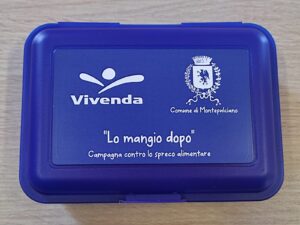 Vivenda
Comune di Montepulciano
"Lo mangio dopo"
Campagna contro lo spreco alimentare